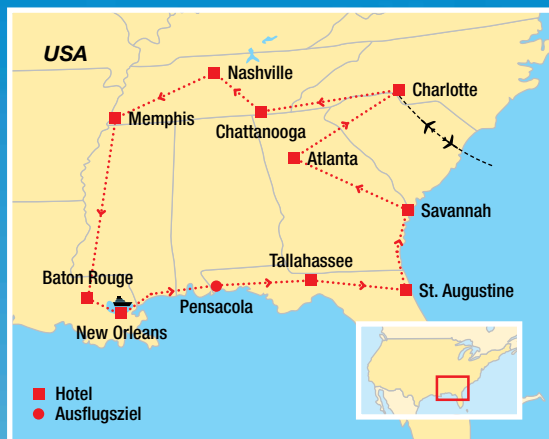 USA
Nashville
Charlotte
Memphis
Chattanooga
Atlanta
Savannah
Tallahassee
Baton Rouge
St. Augustine
Pensacola
New Orleans
Hotel
Ausflugsziel